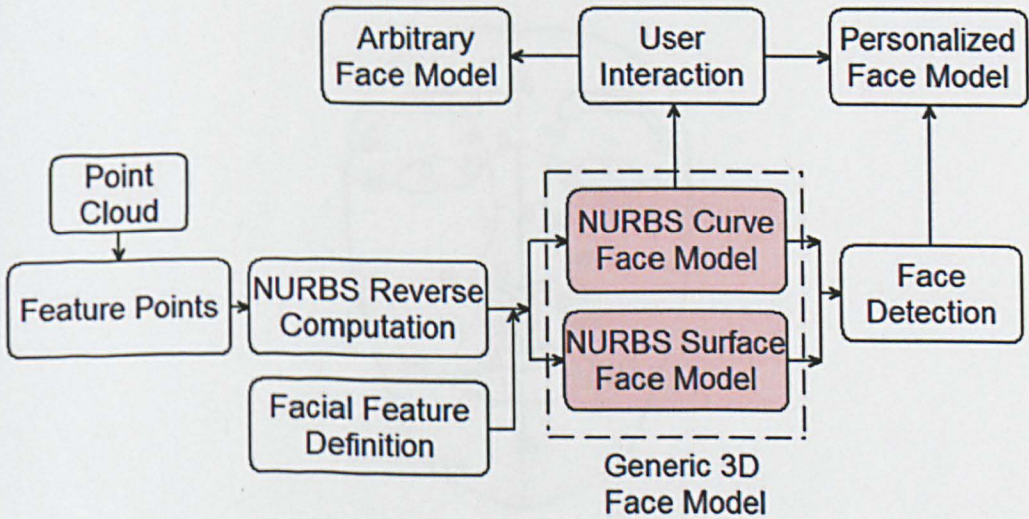 Arbitrary
Face Model
User
Interaction
Personalized
Face Model
Point
Cloud
Feature Points
NURBS Reverse
Computation
Facial Feature
Definition
NURBS Curve
Face Model
NURBS Surface
Face Model
Face
Detection
Generic 3D
Face Model